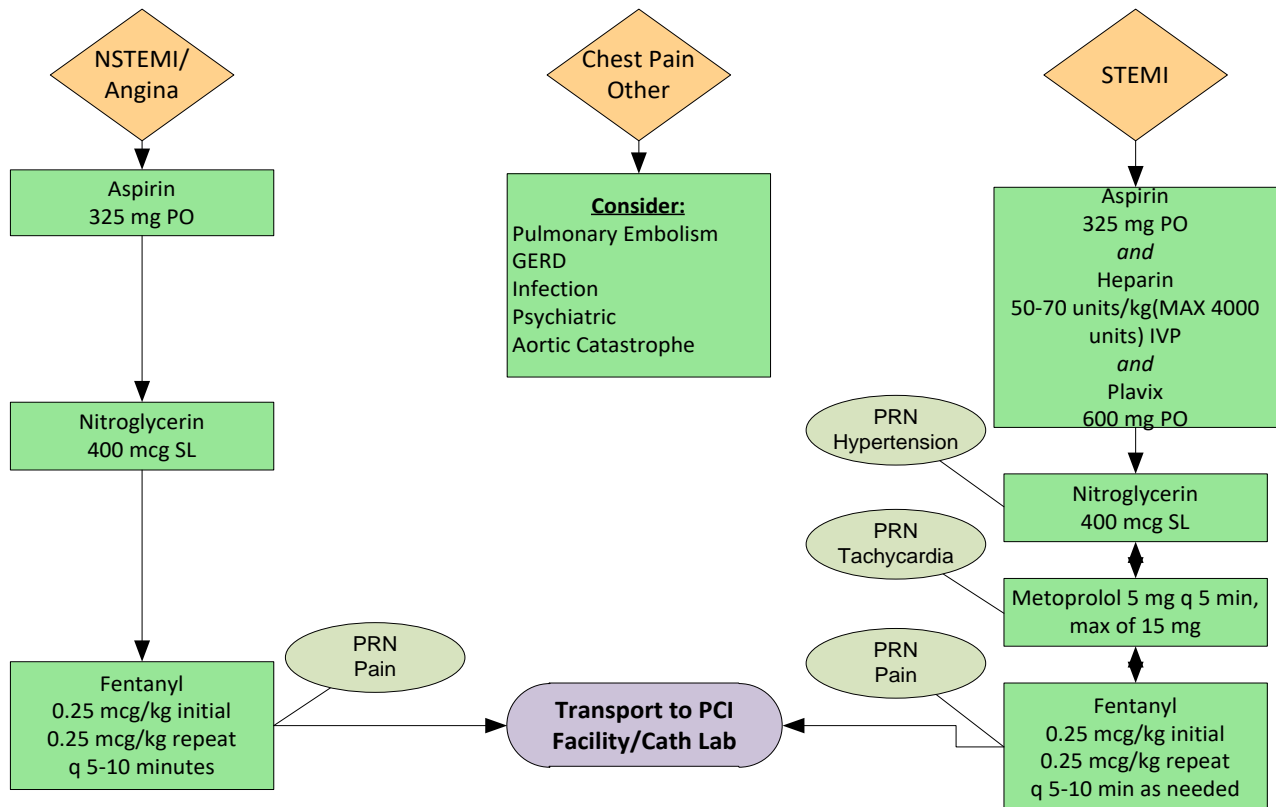 NSTEMI/
Angina
Aspirin
325 mg PO
Nitroglycerin
400 mcg SL
Fentanyl
0.25 mcg/kg initial
0.25 mcg/kg repeat
q 5-10 minutes
PRN
Pain
Chest Pain
Other
Consider:
Pulmonary Embolism
GERD
Infection
Psychiatric
Aortic Catastrophe
Transport to PCI
Facility/Cath Lab
STEMI
Aspirin
325 mg PO
and
Heparin
50-70 units/kg(MAX 4000
units) IVP
and
Plavix
600 mg PO
PRN
Hypertension
Nitroglycerin
400 mcg SL
PRN
Tachycardia
Metoprolol 5 mg q 5 min,
max of 15 mg
PRN
Pain
Fentanyl
0.25 mcg/kg initial
0.25 mcg/kg repeat
q 5-10 min as needed